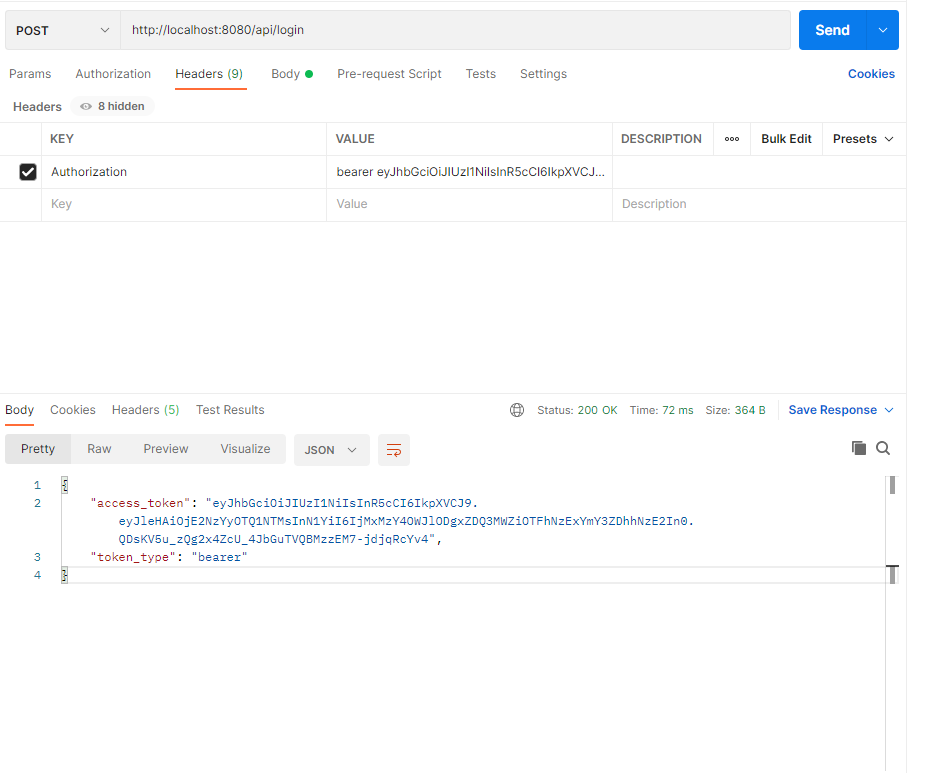 POST http://localhost:8080/api/login Send
Params Authorization Headers (9) Body Pre-request Script Tests Settings Cookies
Headers 8 hidden
KEY VALUE DESCRIPTION Bulk Edit Presets
Authorization bearer eyJhbGciOiJIUzI1NiIsInR5cCI6IkpXVCJ...
Key Value Description
Body Cookies Headers (5) Test Results Status: 200 OK Time: 72 ms Size: 364 B Save Response
Pretty Raw Preview Visualize JSON
1 {
2 "access_token": "eyJhbGciOiJIUzI1NiIsInR5cCI6IkpXVCJ9.
eyJleHAiOjE2NzYyOTQ1NTMsInN1YiI6IjMxMzY4OWJlODgxZDQ3MWZiOTFhNzExYmY3ZDhhNzE2In0.
QDsKV5u_zQg2x4ZcU_4JbGuTVQBMzzEM7-jdjqRcYv4",
3 "token_type": "bearer"
4 }